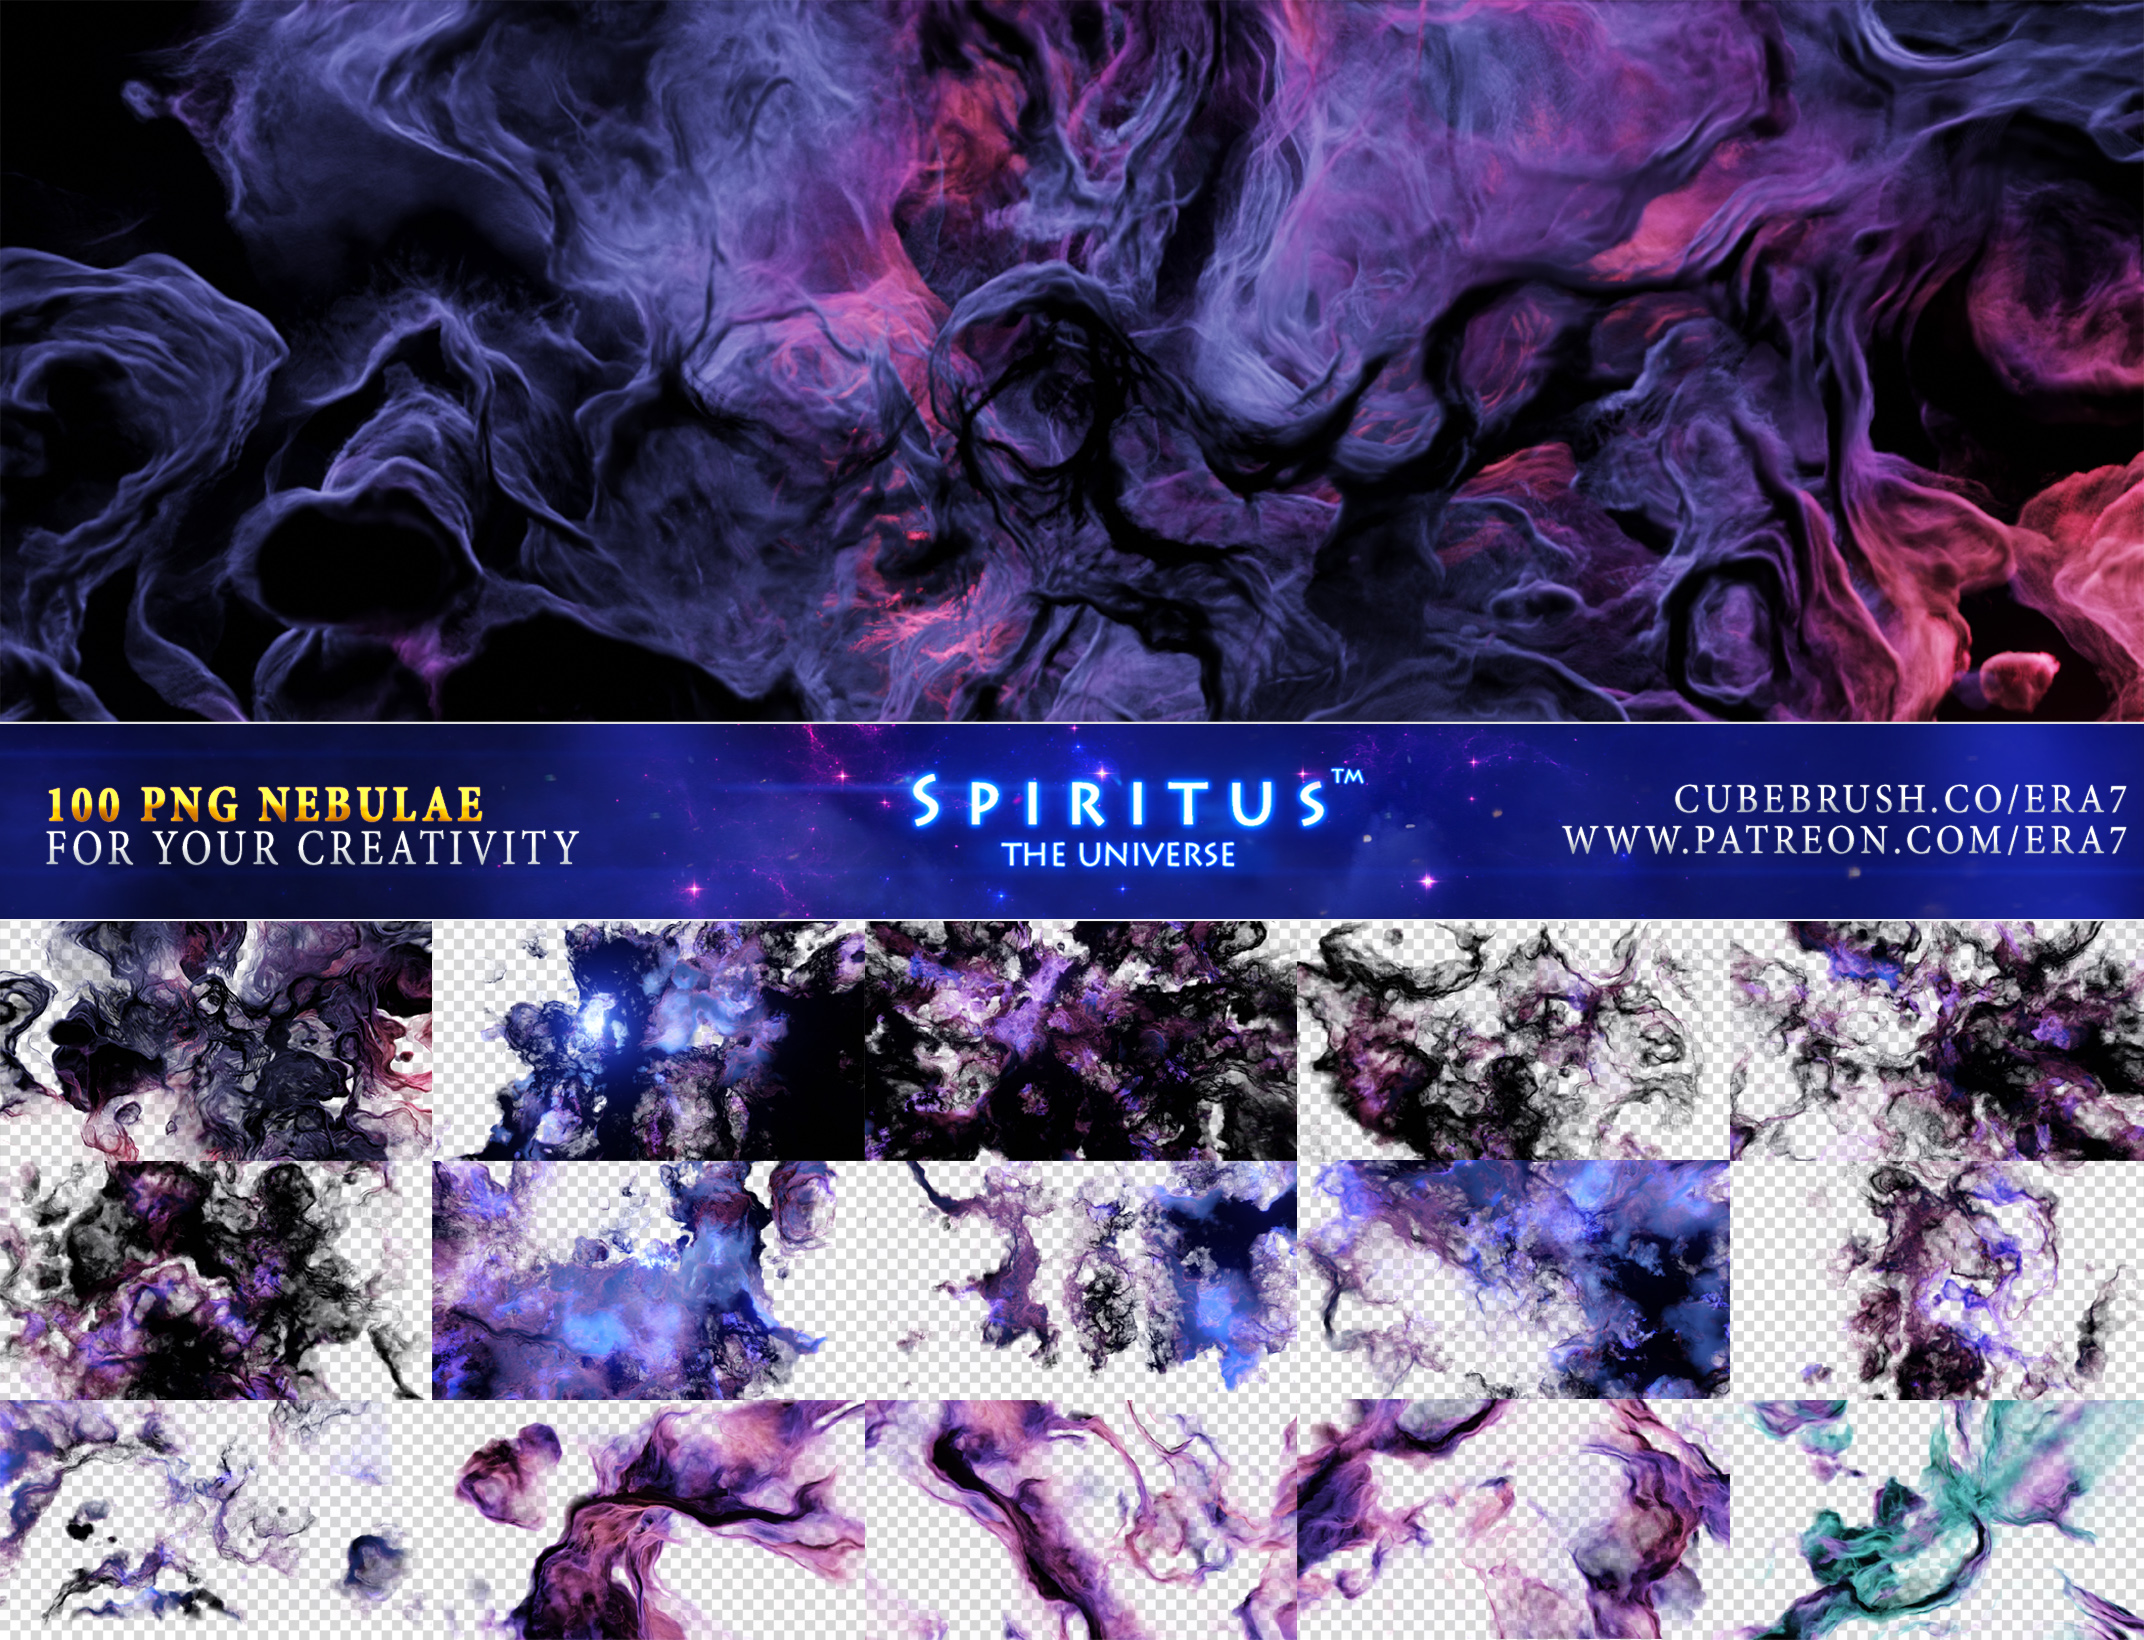 100 PNG NEBULAE
FOR YOUR CREATIVITY
SPIRITUS™
THE UNIVERSE
CUBEBRUSH.CO/ERA7
WWW.PATREON.COM/ERA7